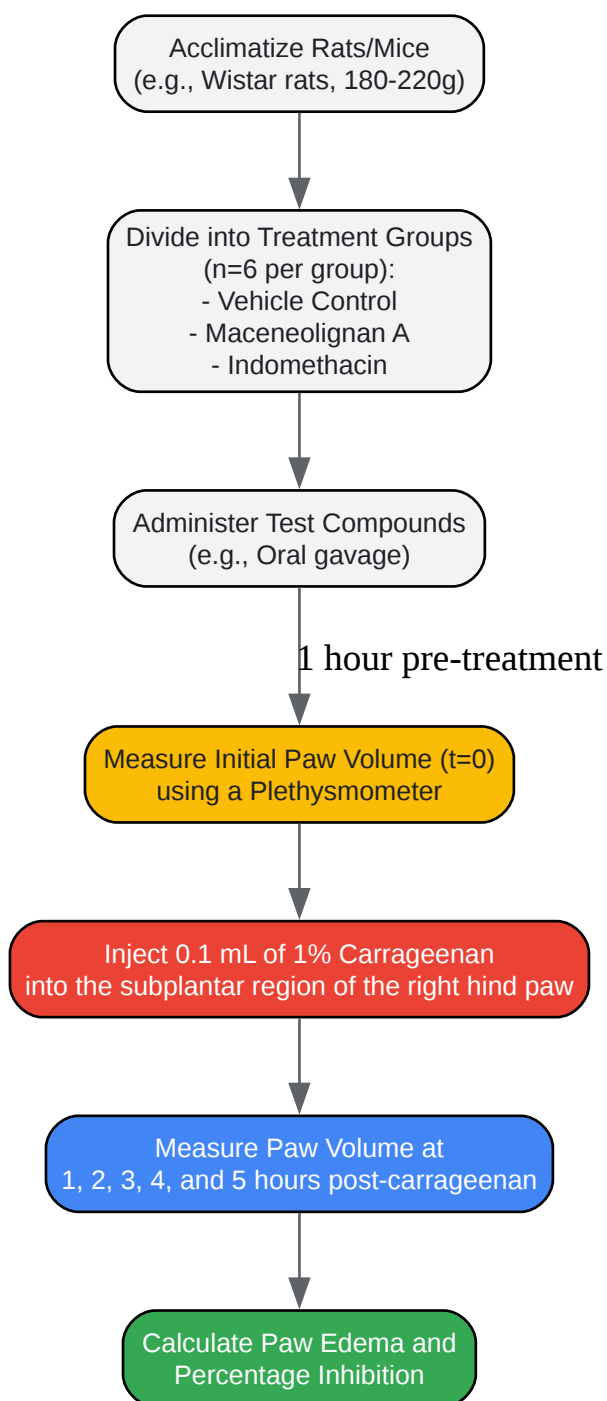 Acclimatize Rats/Mice
(e.g., Wistar rats, 180-220g)
Divide into Treatment Groups
(n=6 per group):
- Vehicle Control
- Maceneolignan A
- Indomethacin
Administer Test Compounds
(e.g., Oral gavage)
1 hour pre-treatment
Measure Initial Paw Volume (t=0)
using a Plethysmometer
Inject 0.1 mL of 1% Carrageenan
into the subplantar region of the right hind paw
Measure Paw Volume at
1, 2, 3, 4, and 5 hours post-carrageenan
Calculate Paw Edema and
Percentage Inhibition